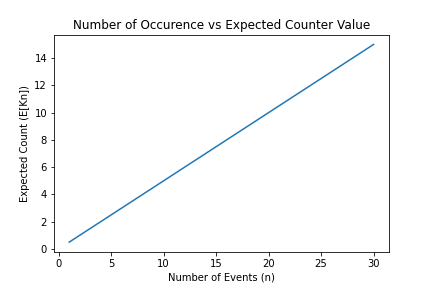 Number of Occurence vs Expected Counter Value
Expected Count (E[Kn])
14
12
10
8
6
4
2
0
0 5 10 15 20 25 30
Number of Events (n)